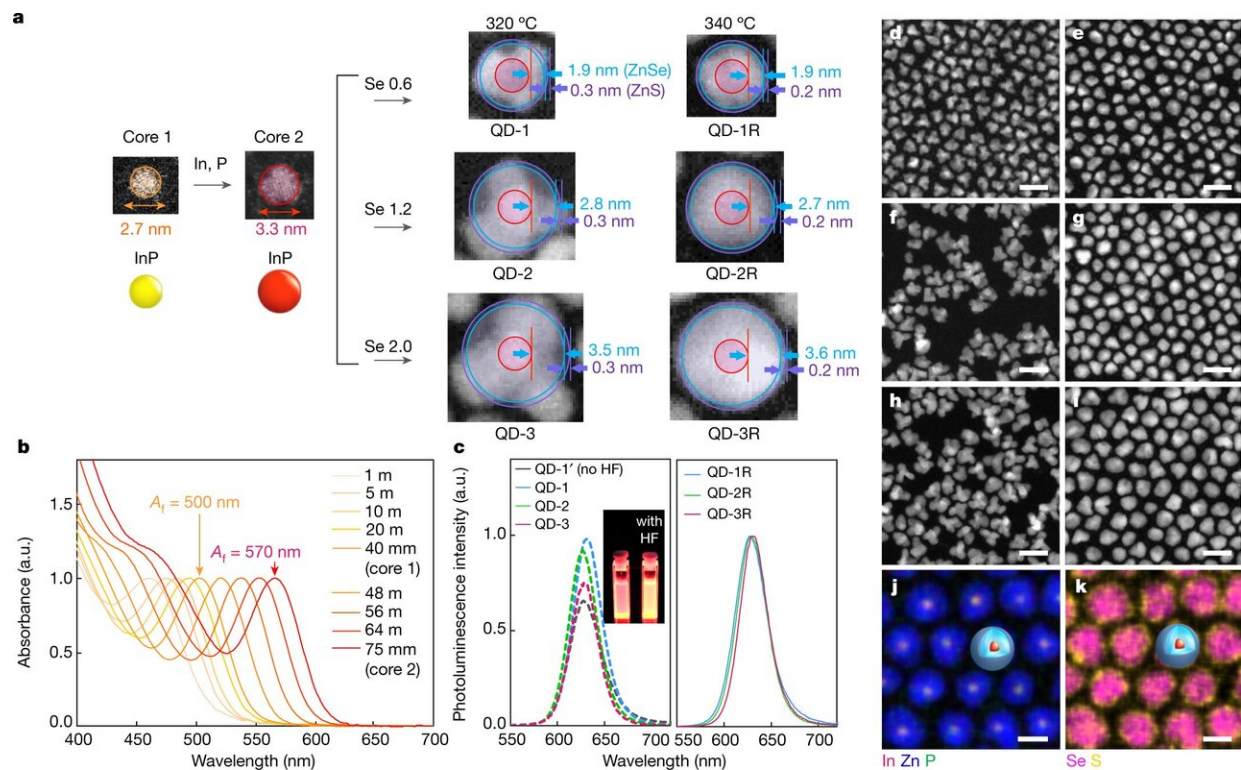 a
320 °C
340 °C
Se 0.6
1.9 nm (ZnSe)
0.3 nm (ZnS)
1.9 nm
0.2 nm
QD-1
QD-1R
Core 1
Core 2
In, P
2.7 nm
3.3 nm
InP
InP
Se 1.2
2.8 nm
0.3 nm
2.7 nm
0.2 nm
QD-2
QD-2R
Se 2.0
3.5 nm
0.3 nm
3.6 nm
0.2 nm
QD-3
QD-3R
b
Absorbance (a.u.)
1.5
1.0
0.5
0.0
400
450
500
550
600
650
700
Wavelength (nm)
Af = 500 nm
Af = 570 nm
1 m
5 m
10 m
20 m
40 mm
(core 1)
48 m
56 m
64 m
75 mm
(core 2)
c
Photoluminescence intensity (a.u.)
1.0
0.5
0
QD-1′ (no HF)
QD-1
QD-2
QD-3
with
HF
550
600
650
700
Wavelength (nm)
QD-1R
QD-2R
QD-3R
550
600
650
700
Wavelength (nm)
d
e
f
g
h
i
j
k
In Zn P
Se S